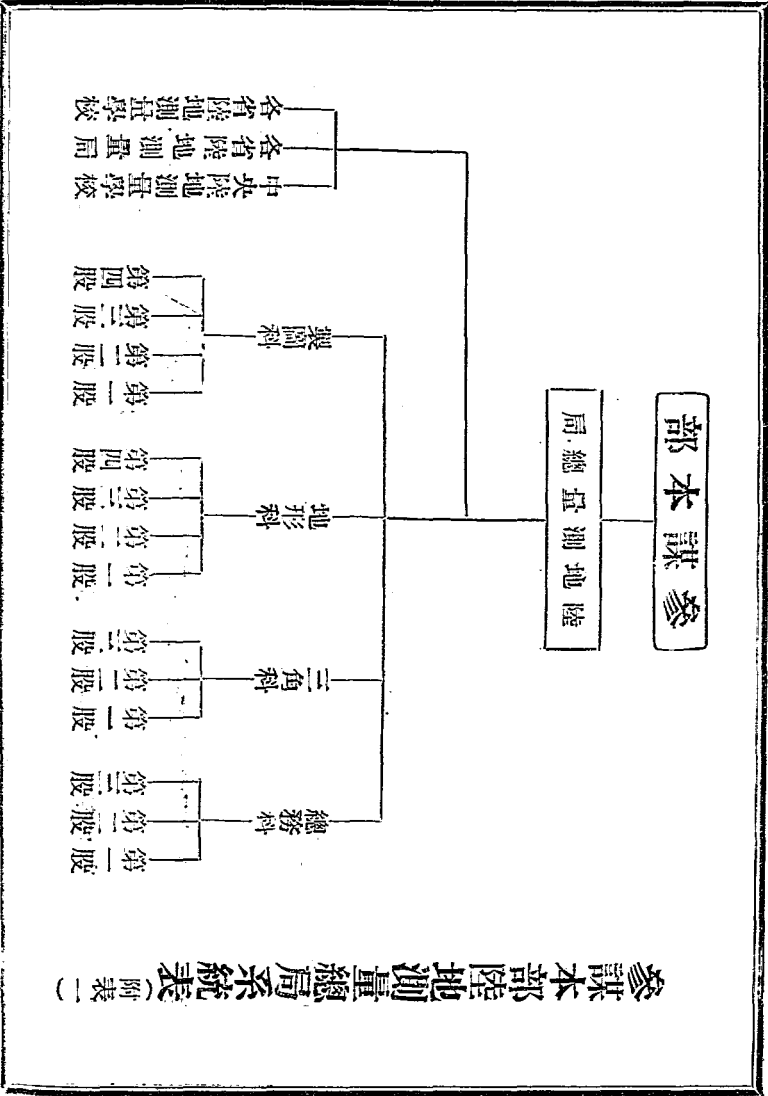 參謀本部陸地測量總局系統表(附表一)
參謀本部
陸地測量總局
總務科
第一股
第二股
第三股
三角科
第一股
第二股
第三股
地形科
第一股
第二股
第三股
第四股
製圖科
第一股
第二股
第三股
第四股
中央陸地測量學校
各省陸地測量局
各省陸地測量學校